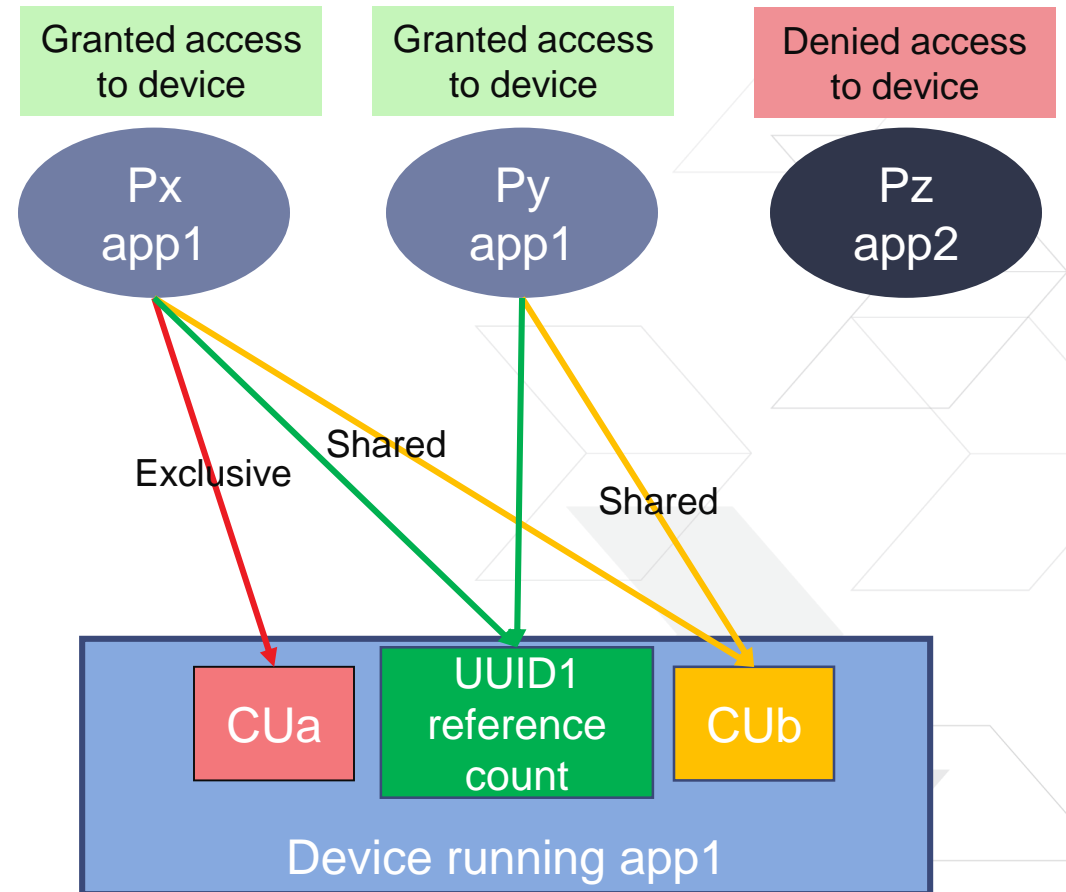 Granted access
to device
Granted access
to device
Denied access
to device
Px
app1
Py
app1
Pz
app2
Exclusive
Shared
Shared
CUa
UUID1
reference
count
CUb
Device running app1